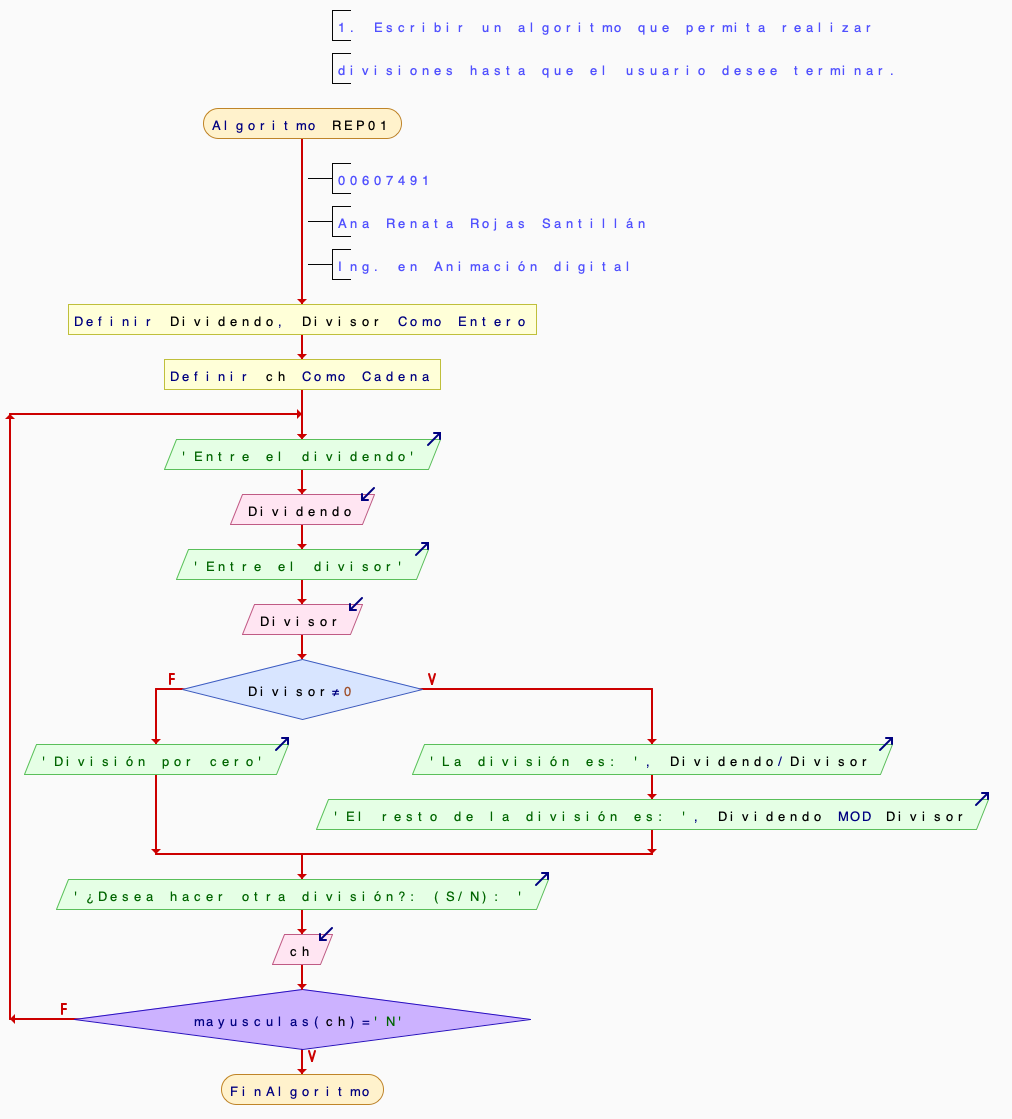 1. Escribir un algoritmo que permita realizar
divisiones hasta que el usuario desee terminar.
Algoritmo REP01
00607491
Ana Renata Rojas Santillán
Ing. en Animación digital
Definir Dividendo, Divisor Como Entero
Definir ch Como Cadena
'Entre el dividendo'
Dividendo
'Entre el divisor'
Divisor
F
V
Divisor≠0
'División por cero'
'La división es: ', Dividendo/Divisor
'El resto de la división es: ', Dividendo MOD Divisor
'¿Desea hacer otra división?: (S/N): '
ch
F
mayusculas(ch)='N'
V
FinAlgoritmo